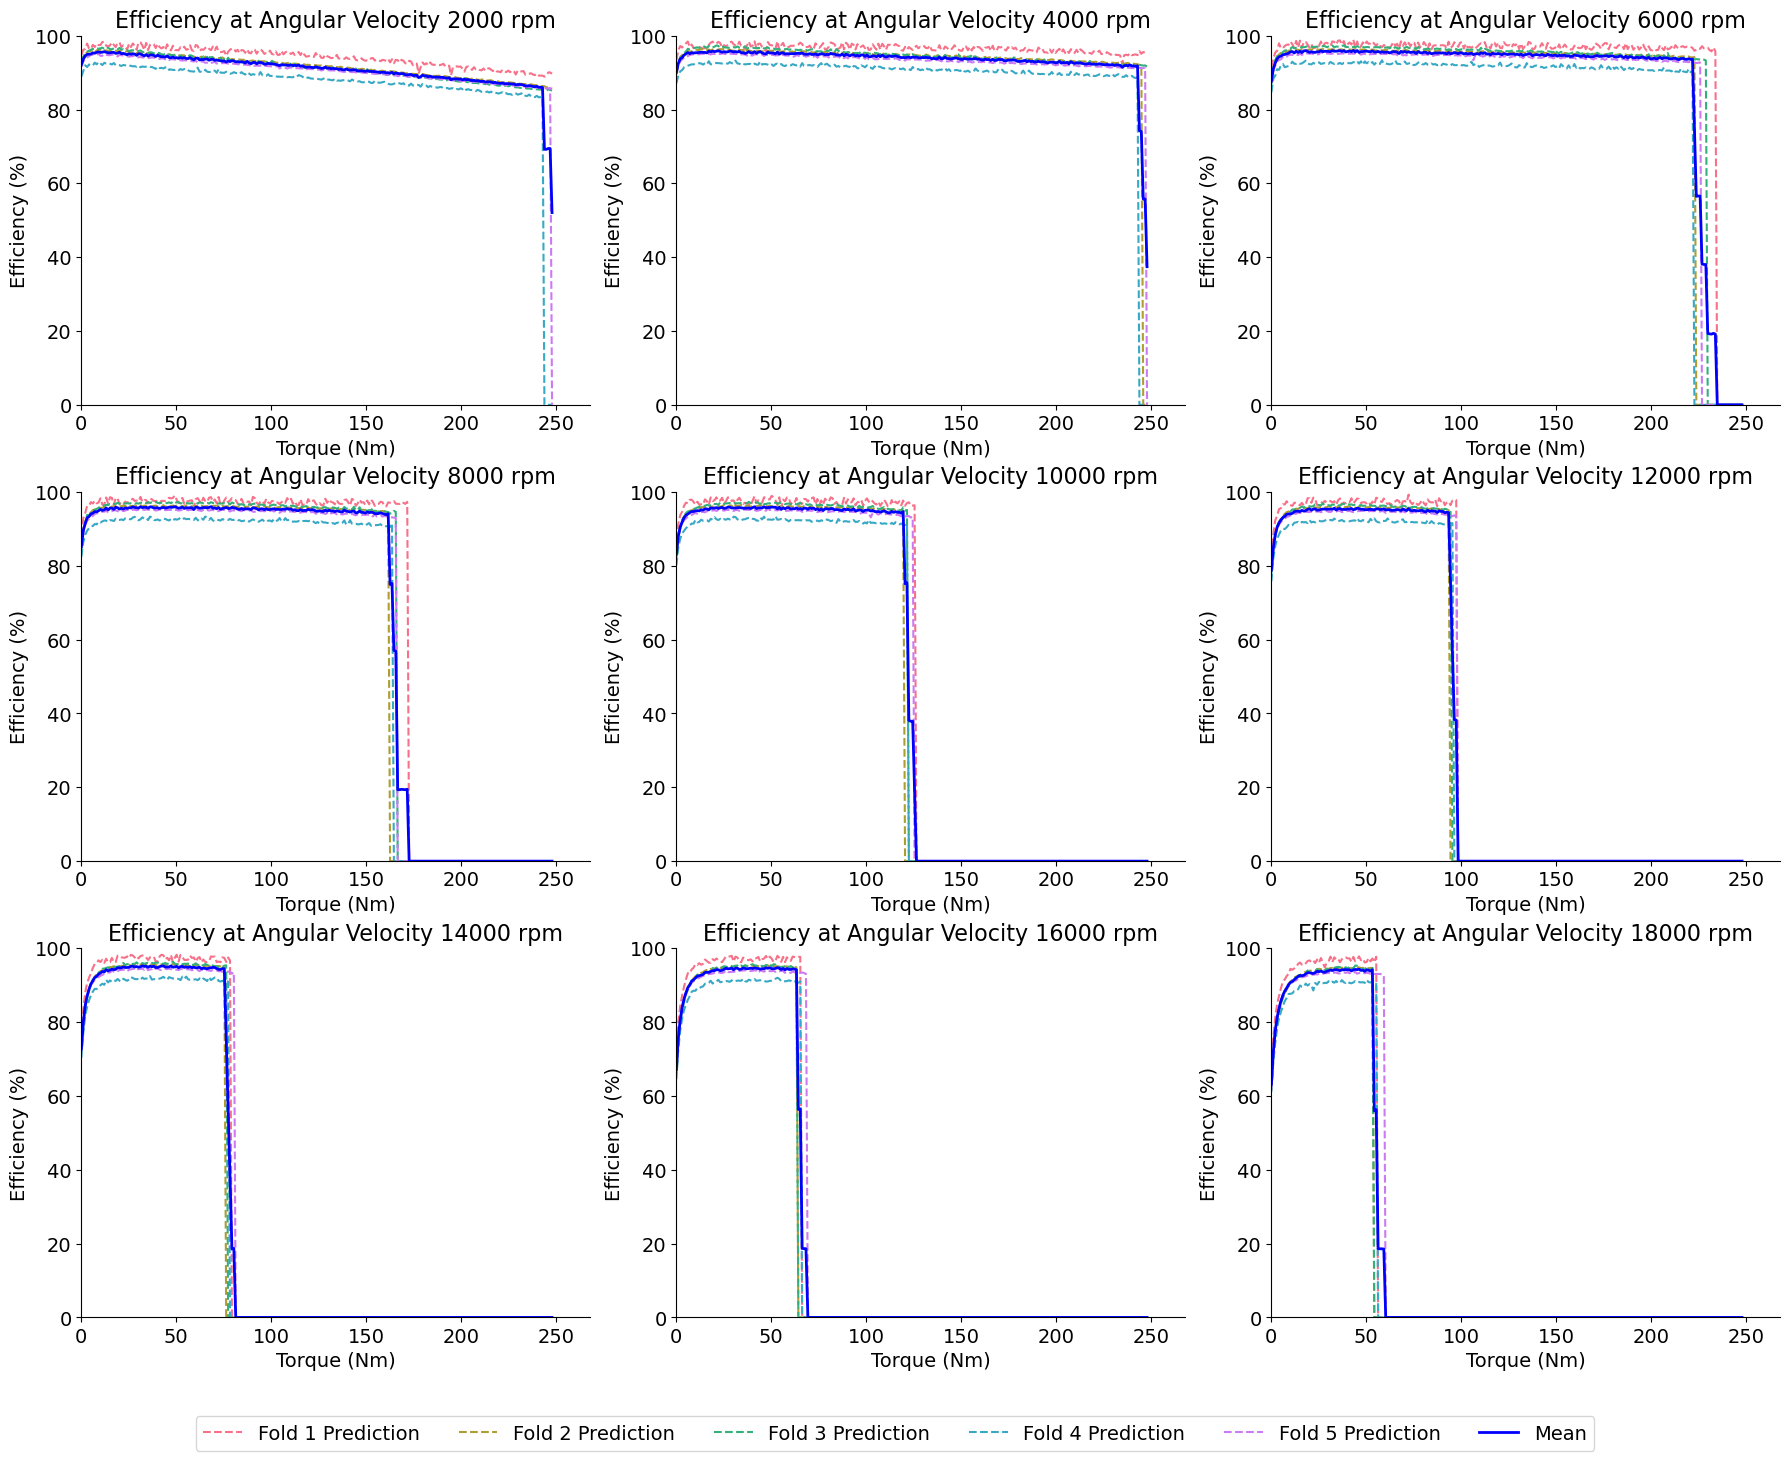 Efficiency at Angular Velocity 2000 rpm
Efficiency (%)
100
80
60
40
20
0
0 50 100 150 200 250
Torque (Nm)
Efficiency at Angular Velocity 4000 rpm
Efficiency (%)
100
80
60
40
20
0
0 50 100 150 200 250
Torque (Nm)
Efficiency at Angular Velocity 6000 rpm
Efficiency (%)
100
80
60
40
20
0
0 50 100 150 200 250
Torque (Nm)
Efficiency at Angular Velocity 8000 rpm
Efficiency (%)
100
80
60
40
20
0
0 50 100 150 200 250
Torque (Nm)
Efficiency at Angular Velocity 10000 rpm
Efficiency (%)
100
80
60
40
20
0
0 50 100 150 200 250
Torque (Nm)
Efficiency at Angular Velocity 12000 rpm
Efficiency (%)
100
80
60
40
20
0
0 50 100 150 200 250
Torque (Nm)
Efficiency at Angular Velocity 14000 rpm
Efficiency (%)
100
80
60
40
20
0
0 50 100 150 200 250
Torque (Nm)
Efficiency at Angular Velocity 16000 rpm
Efficiency (%)
100
80
60
40
20
0
0 50 100 150 200 250
Torque (Nm)
Efficiency at Angular Velocity 18000 rpm
Efficiency (%)
100
80
60
40
20
0
0 50 100 150 200 250
Torque (Nm)
Fold 1 Prediction Fold 2 Prediction Fold 3 Prediction Fold 4 Prediction Fold 5 Prediction Mean